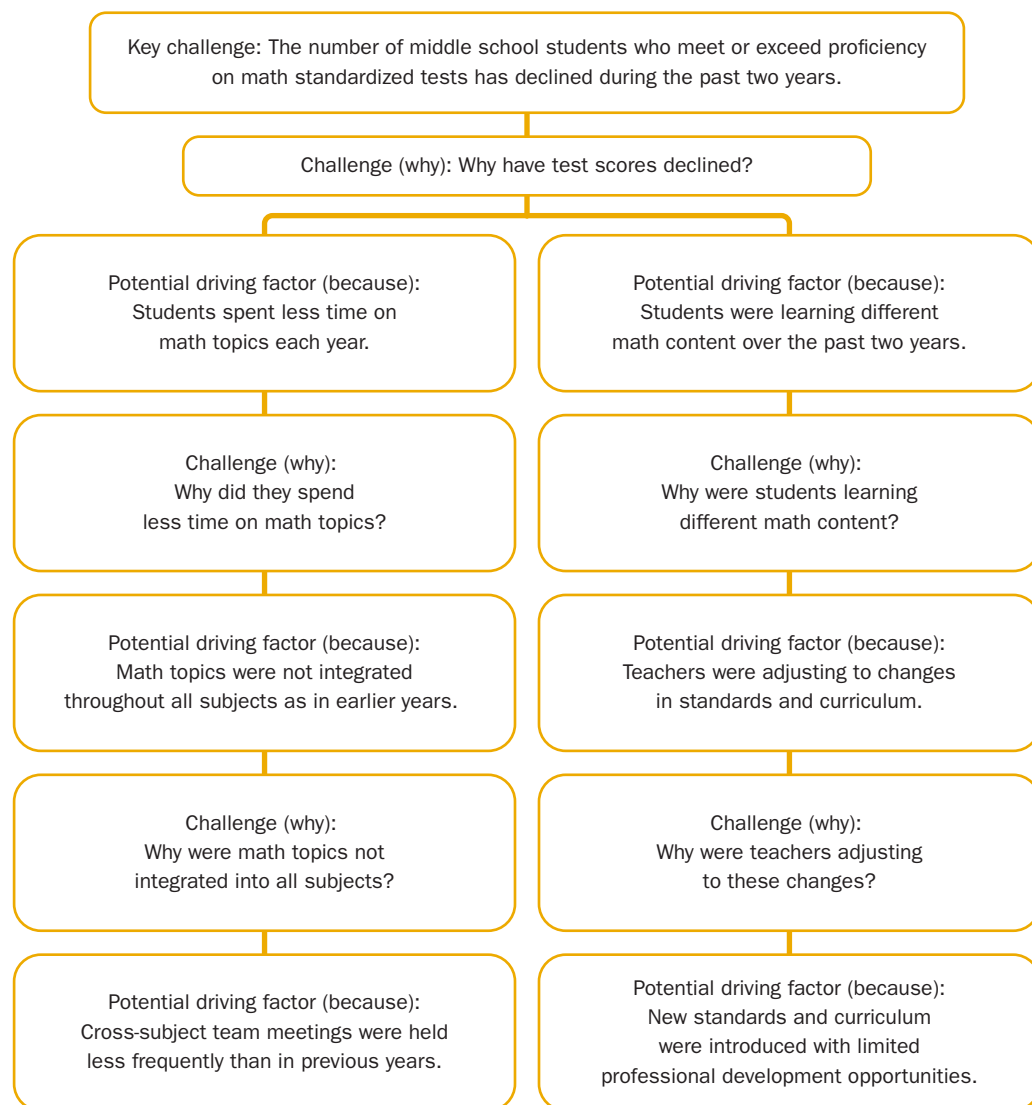 Key challenge: The number of middle school students who meet or exceed proficiency
on math standardized tests has declined during the past two years.
Challenge (why): Why have test scores declined?
Potential driving factor (because):
Students spent less time on
math topics each year.
Potential driving factor (because):
Students were learning different
math content over the past two years.
Challenge (why):
Why did they spend
less time on math topics?
Challenge (why):
Why were students learning
different math content?
Potential driving factor (because):
Math topics were not integrated
throughout all subjects as in earlier years.
Potential driving factor (because):
Teachers were adjusting to changes
in standards and curriculum.
Challenge (why):
Why were math topics not
integrated into all subjects?
Challenge (why):
Why were teachers adjusting
to these changes?
Potential driving factor (because):
Cross-subject team meetings were held
less frequently than in previous years.
Potential driving factor (because):
New standards and curriculum
were introduced with limited
professional development opportunities.